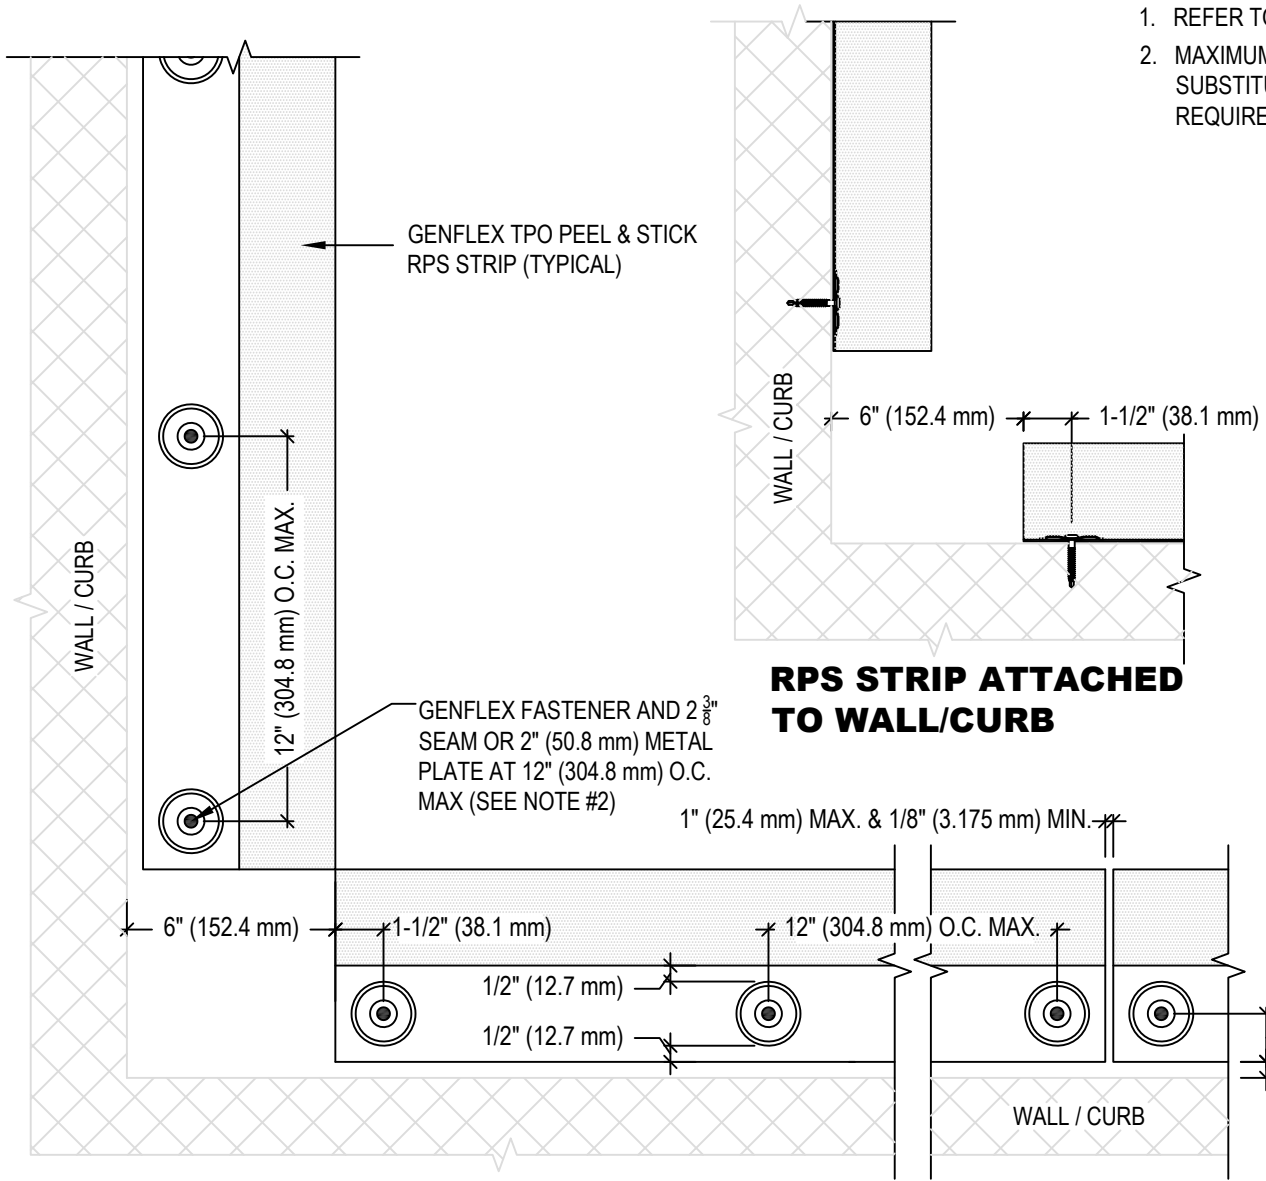 1. REFER TO
2. MAXIMUM
SUBSTITU
REQUIRE
GENFLEX TPO PEEL & STICK
RPS STRIP (TYPICAL)
WALL / CURB
6" (152.4 mm)
1-1/2" (38.1 mm)
WALL / CURB
12" (304.8 mm) O.C. MAX.
RPS STRIP ATTACHED
TO WALL/CURB
GENFLEX FASTENER AND 2 3/8"
SEAM OR 2" (50.8 mm) METAL
PLATE AT 12" (304.8 mm) O.C.
MAX (SEE NOTE #2)
1" (25.4 mm) MAX. & 1/8" (3.175 mm) MIN.
6" (152.4 mm)
1-1/2" (38.1 mm)
12" (304.8 mm) O.C. MAX.
1/2" (12.7 mm)
1/2" (12.7 mm)
WALL / CURB